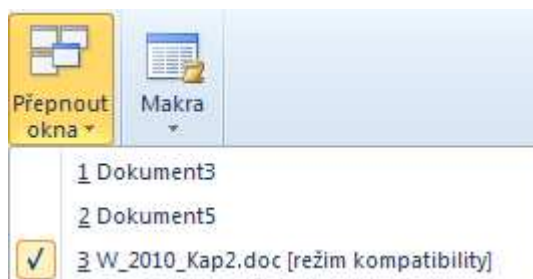 Přepnout
okna
Makra
1 Dokument3
2 Dokument5
3 W_2010_Kap2.doc [režim kompatibility]